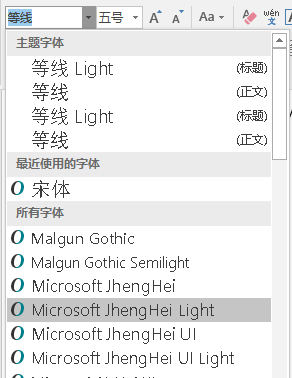 等线 五号 A A Aa A wén 文 A
主题字体
等线 Light (标题)
等线 (正文)
等线 Light (标题)
等线 (正文)
最近使用的字体
O 宋体
所有字体
O Malgun Gothic
O Malgun Gothic Semilight
O Microsoft JhengHei
O Microsoft JhengHei Light
O Microsoft JhengHei UI
O Microsoft JhengHei UI Light